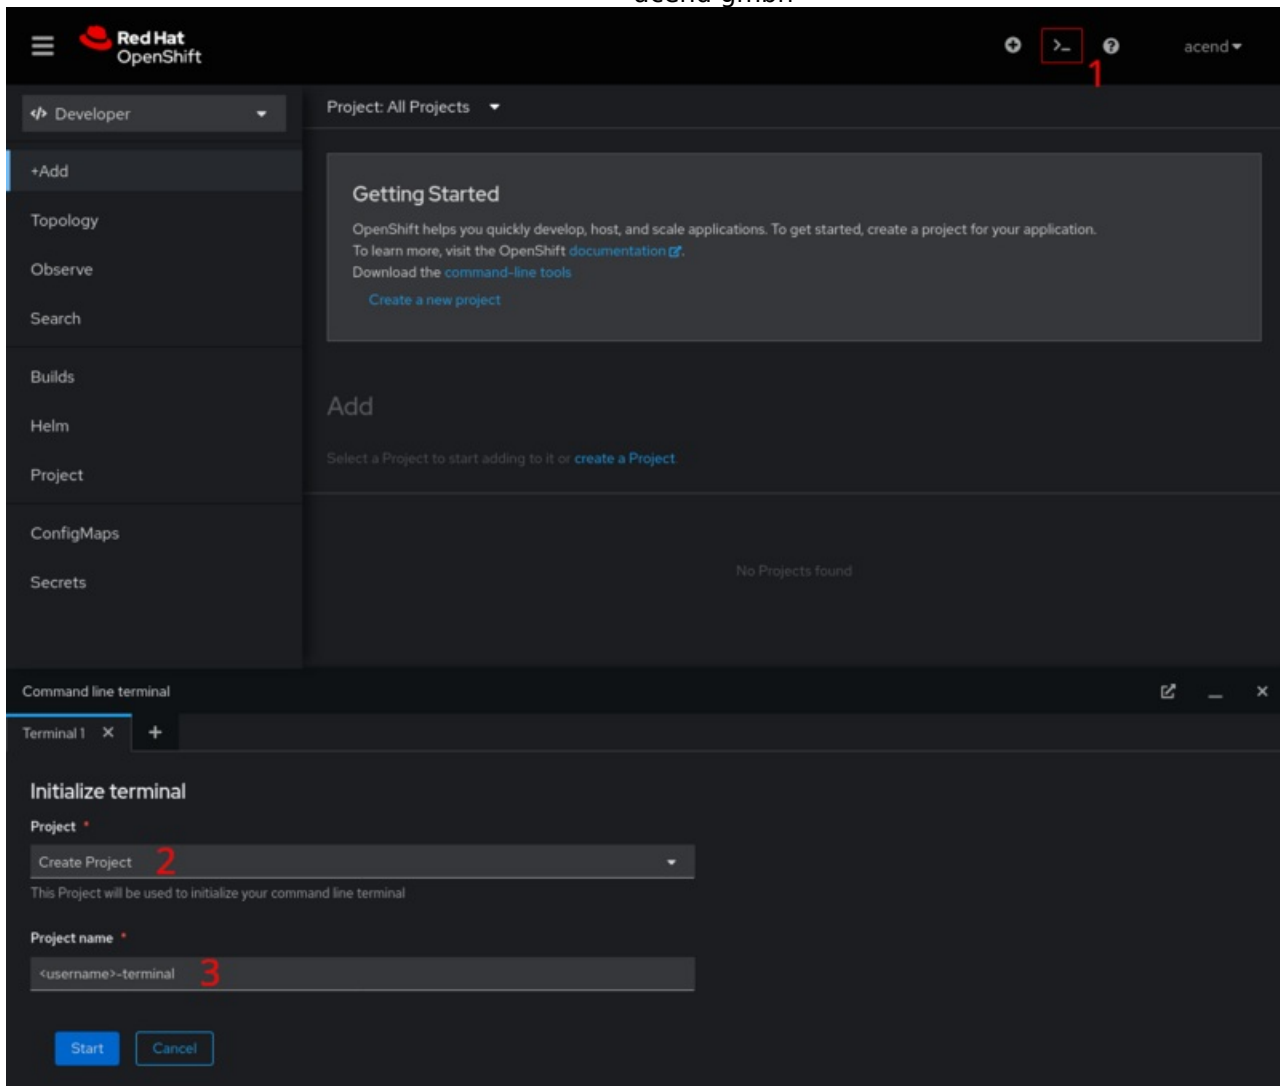 acend gmbh
Red Hat
OpenShift
>_
1
acend
Developer
Project: All Projects
+Add
Topology
Observe
Search
Builds
Helm
Project
ConfigMaps
Secrets
Getting Started
OpenShift helps you quickly develop, host, and scale applications. To get started, create a project for your application.
To learn more, visit the OpenShift documentation.
Download the command-line tools
Create a new project
Add
Select a Project to start adding to it or create a Project.
No Projects found
Command line terminal
Terminal 1
Initialize terminal
Project *
Create Project 2
This Project will be used to initialize your command line terminal
Project name *
<username>-terminal 3
Start Cancel